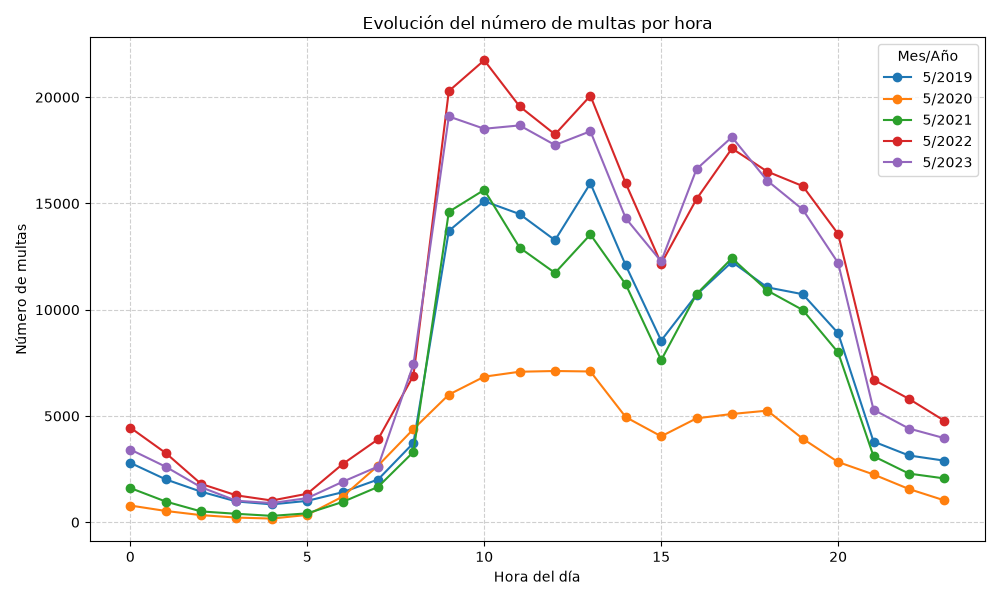 Evolución del número de multas por hora
Mes/Año
5/2019
5/2020
5/2021
5/2022
5/2023
Número de multas
20000
15000
10000
5000
0
0 5 10 15 20
Hora del día